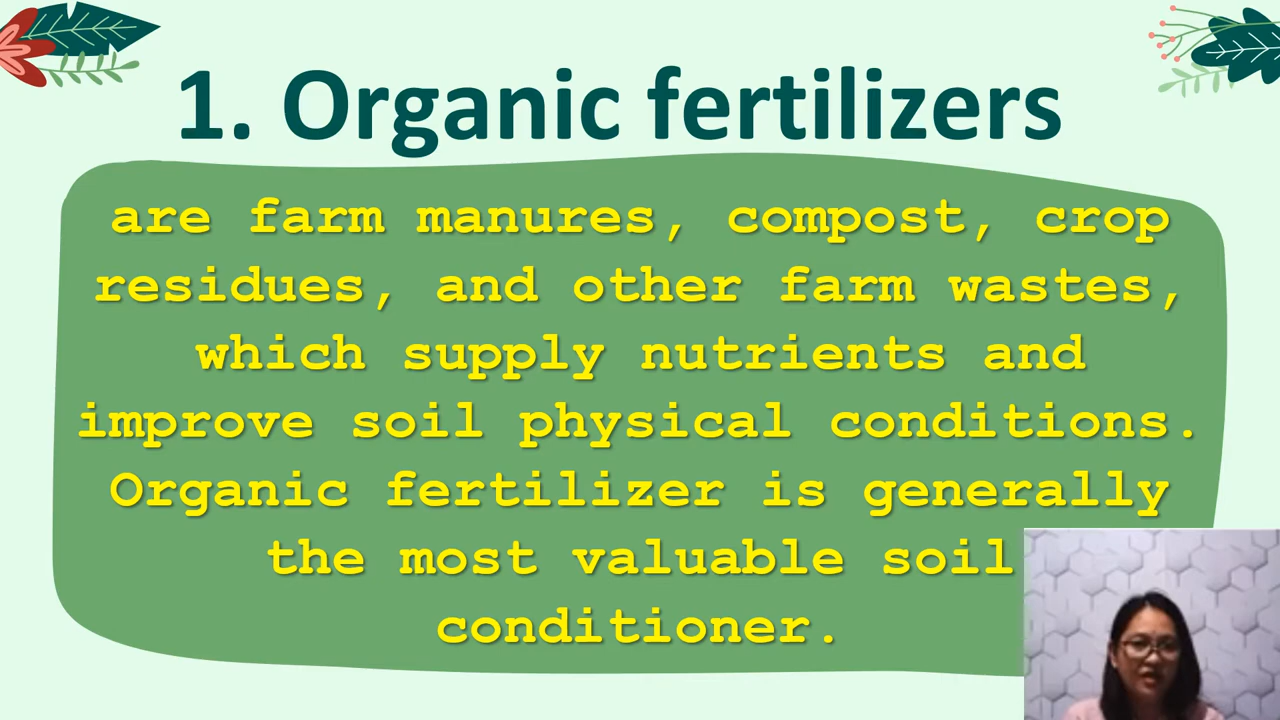 1. Organic fertilizers
are farm manures, compost, crop
residues, and other farm wastes,
which supply nutrients and
improve soil physical conditions.
Organic fertilizer is generally
the most valuable soil
conditioner.